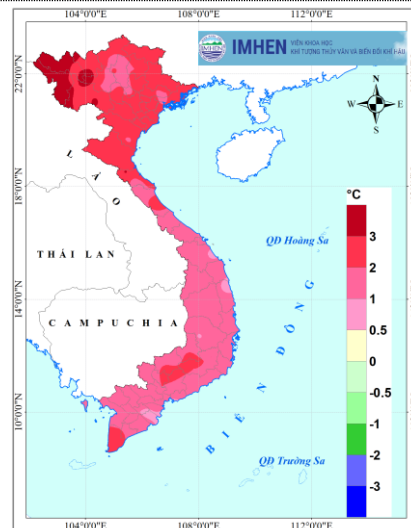 104°0'0"E 108°0'0"E 112°0'0"E
IMHEN VIỆN KHOA HỌC
KHÍ TƯỢNG THỦY VĂN VÀ BIẾN ĐỔI KHÍ HẬU
22°0'0"N
N
W E
S
18°0'0"N
LÀO
°C
3
2
1
0.5
0
-0.5
-1
-2
-3
QĐ Hoàng Sa
THÁI LAN
14°0'0"N
CAMPUCHIA
BIỂN ĐÔNG
10°0'0"N
QĐ Trường Sa
104°0'0"E 108°0'0"E 112°0'0"E